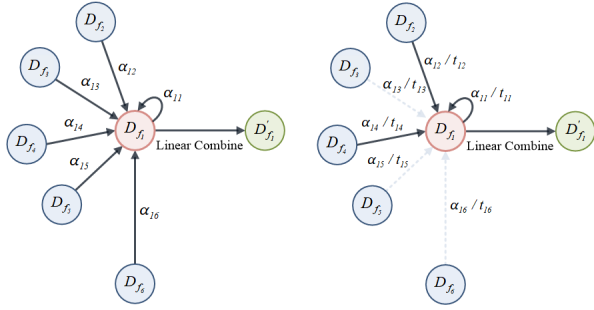 D_{f_2}
D_{f_3}
α_{12}
α_{13}
α_{11}
α_{14}
D_{f_1}
D'_{f_1}
D_{f_4}
Linear Combine
α_{15}
D_{f_5}
α_{16}
D_{f_6}
D_{f_2}
D_{f_3}
α_{12} / t_{12}
α_{13} / t_{13}
α_{11} / t_{11}
α_{14} / t_{14}
D_{f_1}
D'_{f_1}
D_{f_4}
Linear Combine
α_{15} / t_{15}
D_{f_5}
α_{16} / t_{16}
D_{f_6}